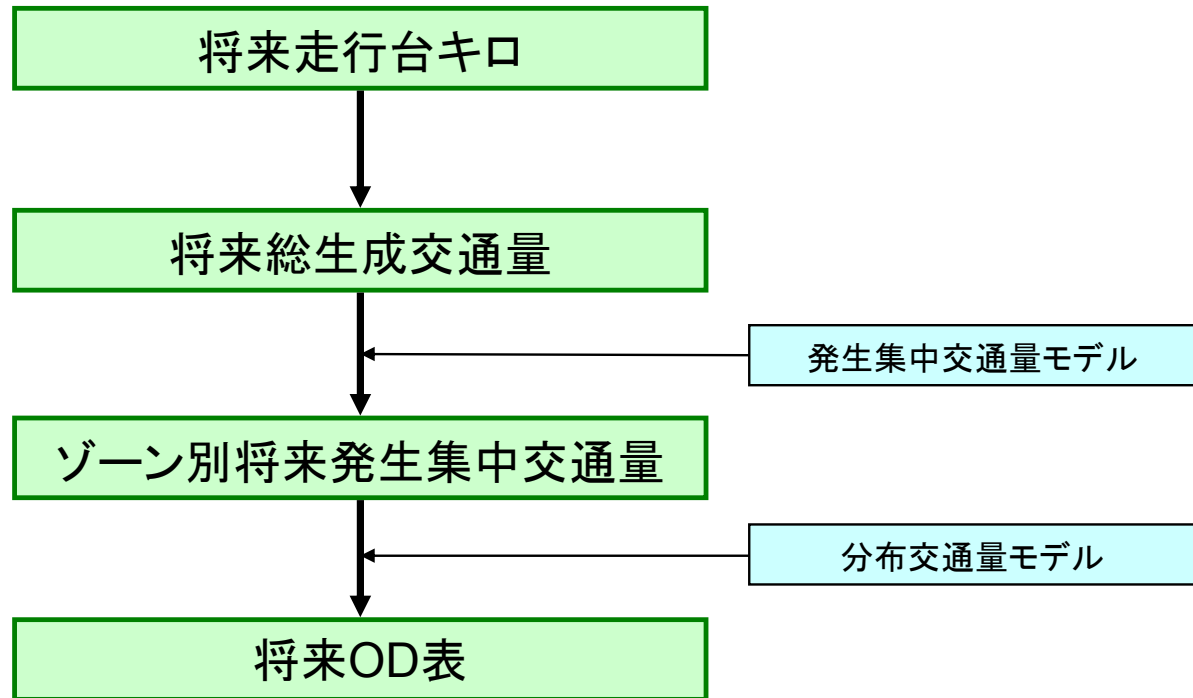 将来走行台キロ
将来総生成交通量
発生集中交通量モデル
ゾーン別将来発生集中交通量
分布交通量モデル
将来OD表